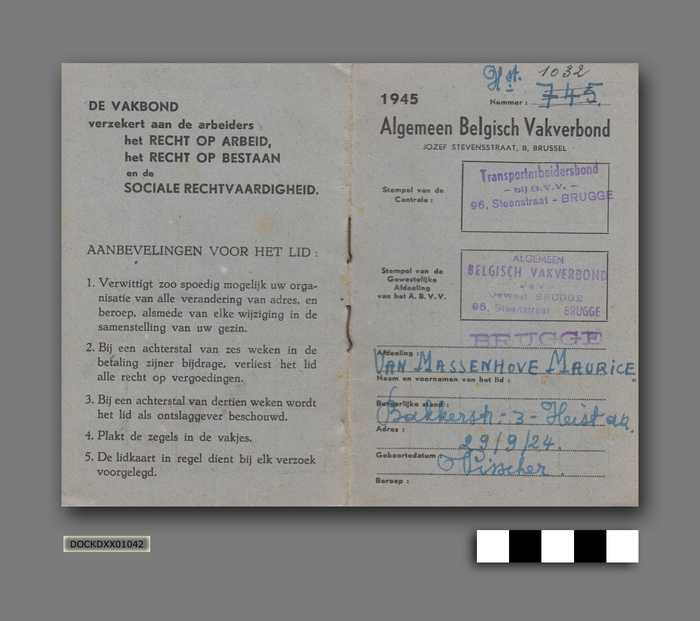 DE VAKBOND
verzekert aan de arbeiders
het RECHT OP ARBEID,
het RECHT OP BESTAAN
en de
SOCIALE RECHTVAARDIGHEID.
AANBEVELINGEN VOOR HET LID :
1. Verwittigt zoo spoedig mogelijk uw orga-
nisatie van alle verandering van adres, en
beroep, alsmede van elke wijziging in de
samenstelling van uw gezin.
2. Bij een achterstal van zes weken in de
betaling zijner bijdrage, verliest het lid
alle recht op vergoedingen.
3. Bij een achterstal van dertien weken wordt
het lid als ontslaggever beschouwd.
4. Plakt de zegels in de vakjes.
5. De lidkaart in regel dient bij elk verzoek
voorgelegd.
Hst. 1032
1945
Nummer : 745.
Algemeen Belgisch Vakverbond
JOZEF STEVENSSTRAAT, 8, BRUSSEL
Stempel van de
Centrale :
Transportarbeidersbond
- bij B.V.V. -
96, Steenstraat - BRUGGE
Stempel van de
Gewestelijke
Afdeeling
van het A. B. V. V.
ALGEMEEN
BELGISCH VAKVERBOND
Gewest BRUGGE
96, Steenstraat BRUGGE
BRUGGE
Afdeeling :
VAN MASSENHOVE MAURICE
Naam en voornamen van het lid :
Burgerlijke stand :
Bakkerstr. - 3 - Heist a/z.
Adres :
29/9/24.
Geboortedatum :
Visscher.
Beroep :
DOCKDXX01042